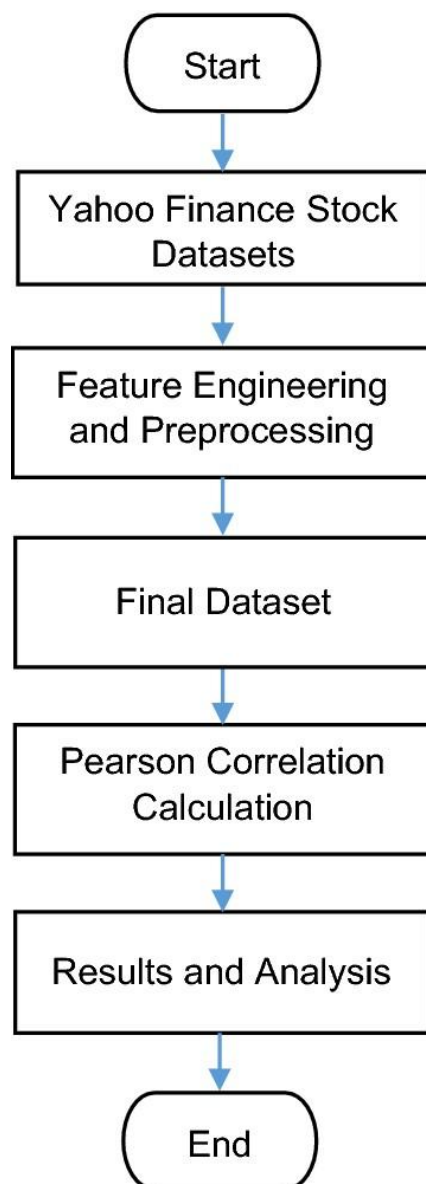 Start
Yahoo Finance Stock
Datasets
Feature Engineering
and Preprocessing
Final Dataset
Pearson Correlation
Calculation
Results and Analysis
End